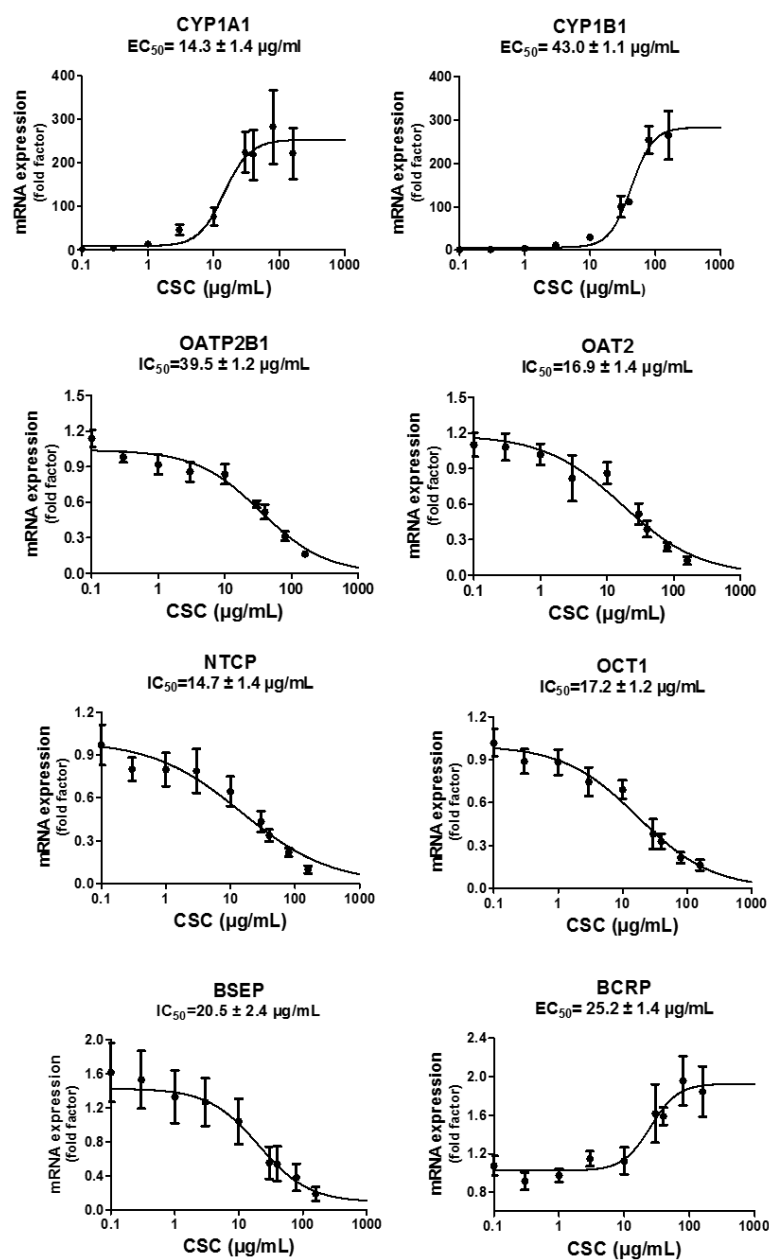 CYP1A1
EC50= 14.3 ± 1.4 µg/ml
mRNA expression
(fold factor)
400
300
200
100
0
0.1 1 10 100 1000
CSC (µg/mL)
CYP1B1
EC50= 43.0 ± 1.1 µg/mL
mRNA expression
(fold factor)
400
300
200
100
0
0.1 1 10 100 1000
CSC (µg/mL)
OATP2B1
IC50=39.5 ± 1.2 µg/mL
mRNA expression
(fold factor)
1.5
1.2
0.9
0.6
0.3
0.0
0.1 1 10 100 1000
CSC (µg/mL)
OAT2
IC50=16.9 ± 1.4 µg/mL
mRNA expression
(fold factor)
1.5
1.2
0.9
0.6
0.3
0.0
0.1 1 10 100 1000
CSC (µg/mL)
NTCP
IC50=14.7 ± 1.4 µg/mL
mRNA expression
(fold factor)
1.2
0.9
0.6
0.3
0.0
0.1 1 10 100 1000
CSC (µg/mL)
OCT1
IC50=17.2 ± 1.2 µg/mL
mRNA expression
(fold factor)
1.2
0.9
0.6
0.3
0.0
0.1 1 10 100 1000
CSC (µg/mL)
BSEP
IC50=20.5 ± 2.4 µg/mL
mRNA expression
(fold factor)
2.0
1.6
1.2
0.8
0.4
0.0
0.1 1 10 100 1000
CSC (µg/mL)
BCRP
EC50= 25.2 ± 1.4 µg/mL
mRNA expression
(fold factor)
2.4
2.0
1.6
1.2
0.8
0.1 1 10 100 1000
CSC (µg/mL)